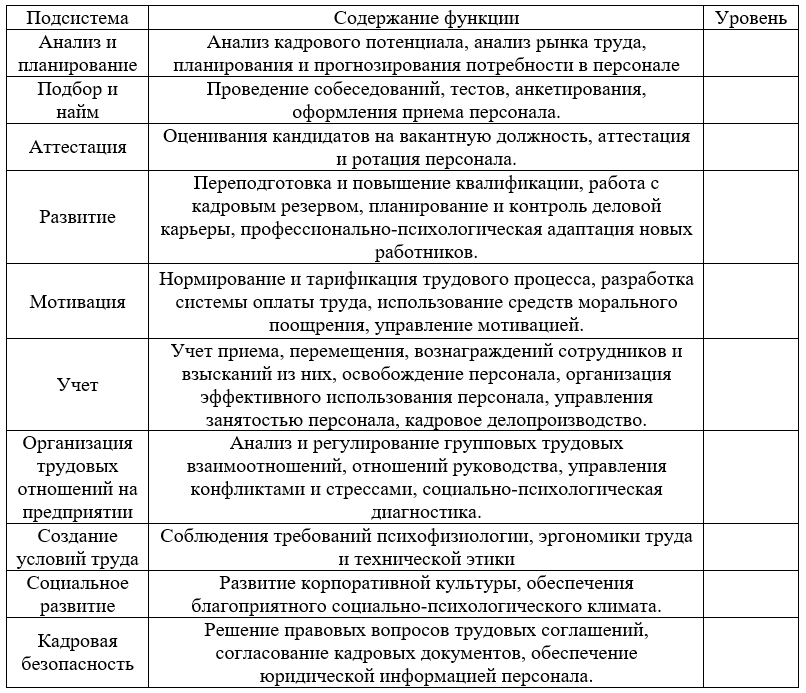 Подсистема Содержание функции Уровень
Анализ и планирование
Анализ кадрового потенциала, анализ рынка труда,
планирования и прогнозирования потребности в персонале
Подбор и найм
Проведение собеседований, тестов, анкетирования,
оформления приема персонала.
Аттестация
Оценивания кандидатов на вакантную должность, аттестация
и ротация персонала.
Развитие
Переподготовка и повышение квалификации, работа с
кадровым резервом, планирование и контроль деловой
карьеры, профессионально-психологическая адаптация новых
работников.
Мотивация
Нормирование и тарификация трудового процесса, разработка
системы оплаты труда, использование средств морального
поощрения, управление мотивацией.
Учет
Учет приема, перемещения, вознаграждений сотрудников и
взысканий из них, освобождение персонала, организация
эффективного использования персонала, управления
занятостью персонала, кадровое делопроизводство.
Организация
трудовых
отношений на
предприятии
Анализ и регулирование групповых трудовых
взаимоотношений, отношений руководства, управления
конфликтами и стрессами, социально-психологическая
диагностика.
Создание
условий труда
Соблюдения требований психофизиологии, эргономики труда
и технической этики
Социальное
развитие
Развитие корпоративной культуры, обеспечения
благоприятного социально-психологического климата.
Кадровая
безопасность
Решение правовых вопросов трудовых соглашений,
согласование кадровых документов, обеспечение
юридической информацией персонала.